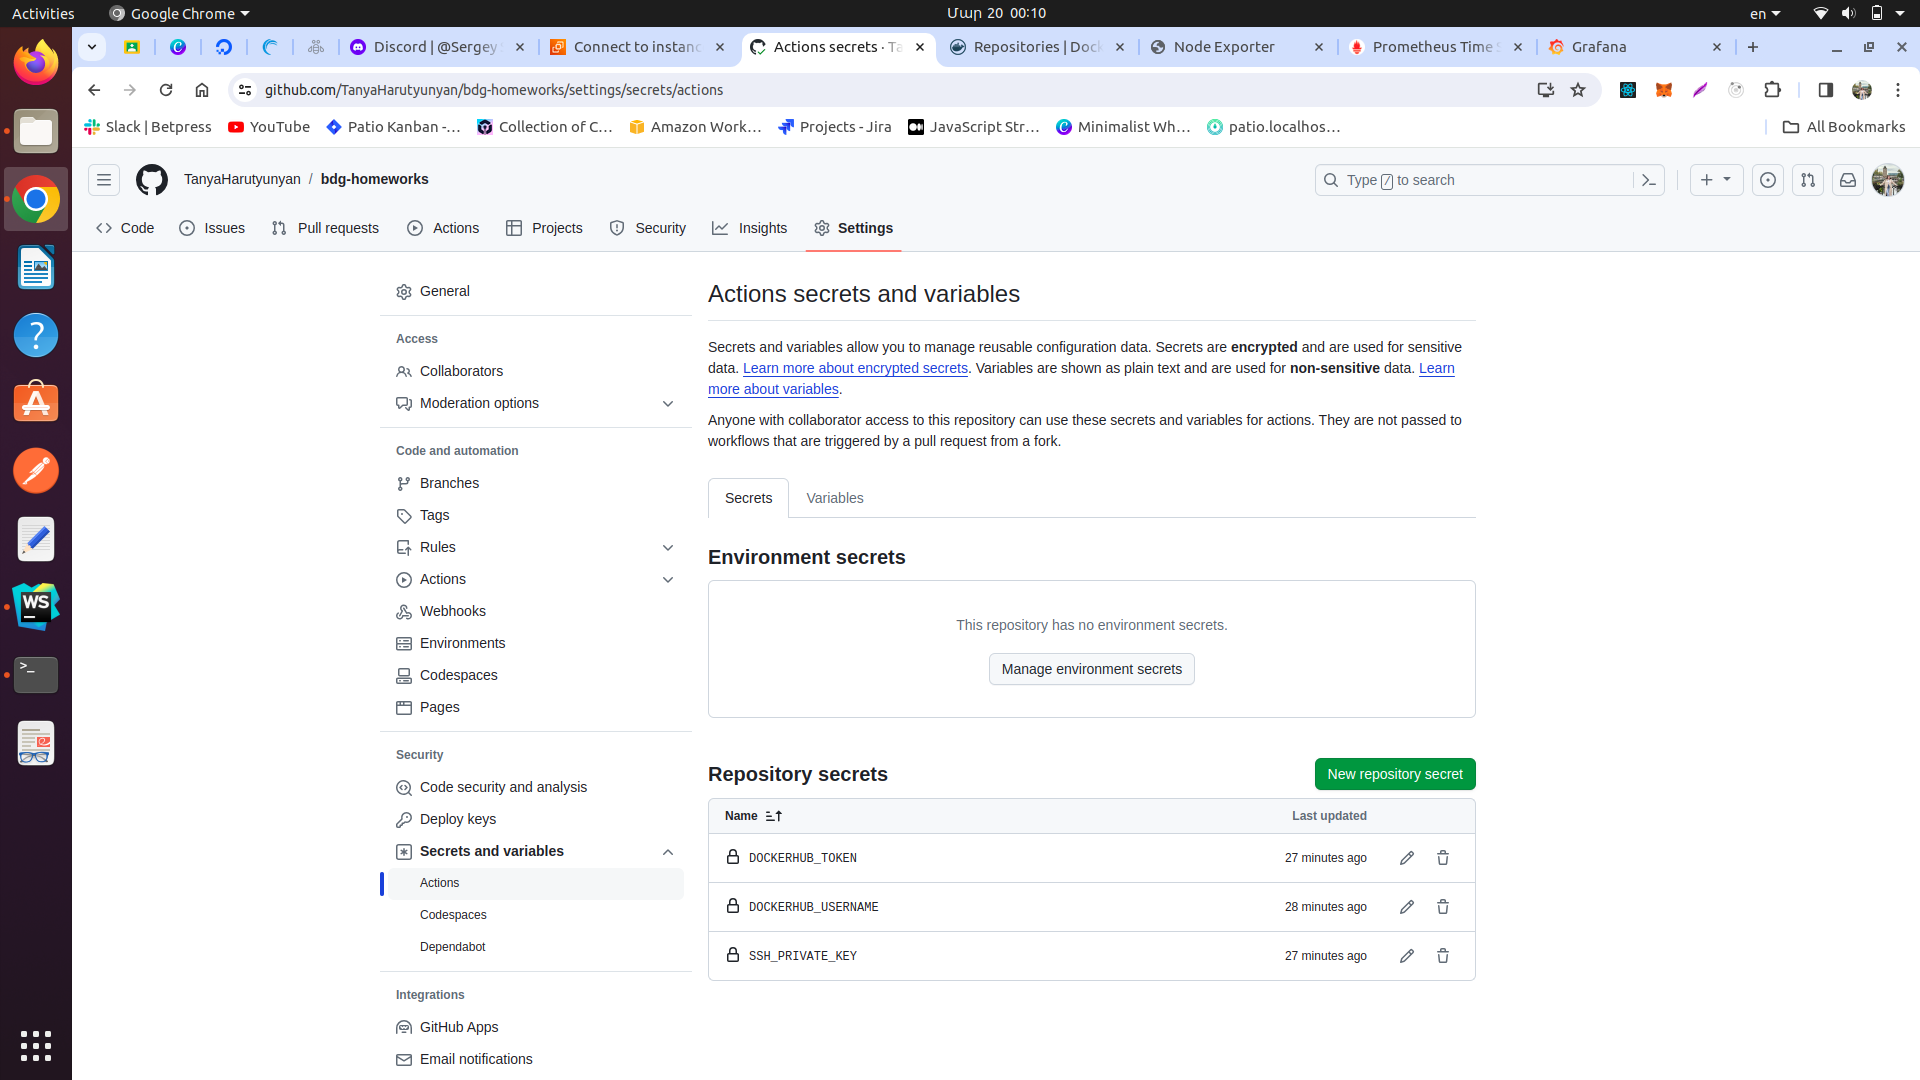 Activities
Google Chrome
Մար 20 00:10
en
Discord | @Sergey
Connect to instanc
Actions secrets · Ta
Repositories | Dock
Node Exporter
Prometheus Time S
Grafana
github.com/TanyaHarutyunyan/bdg-homeworks/settings/secrets/actions
Slack | Betpress
YouTube
Patio Kanban -...
Collection of C...
Amazon Work...
Projects - Jira
JavaScript Str...
Minimalist Wh...
patio.localhos...
All Bookmarks
TanyaHarutyunyan / bdg-homeworks
Type / to search
Code
Issues
Pull requests
Actions
Projects
Security
Insights
Settings
General
Access
Collaborators
Moderation options
Code and automation
Branches
Tags
Rules
Actions
Webhooks
Environments
Codespaces
Pages
Security
Code security and analysis
Deploy keys
Secrets and variables
Actions
Codespaces
Dependabot
Integrations
GitHub Apps
Email notifications
Actions secrets and variables
Secrets and variables allow you to manage reusable configuration data. Secrets are encrypted and are used for sensitive
data. Learn more about encrypted secrets. Variables are shown as plain text and are used for non-sensitive data. Learn
more about variables.
Anyone with collaborator access to this repository can use these secrets and variables for actions. They are not passed to
workflows that are triggered by a pull request from a fork.
Secrets
Variables
Environment secrets
This repository has no environment secrets.
Manage environment secrets
Repository secrets
New repository secret
Name
Last updated
DOCKERHUB_TOKEN
27 minutes ago
DOCKERHUB_USERNAME
28 minutes ago
SSH_PRIVATE_KEY
27 minutes ago
WS